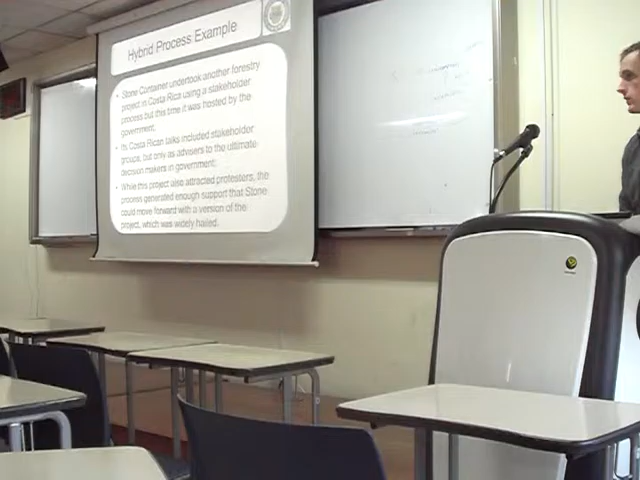 Hybrid Process Example
• Stone Container undertook another forestry
project in Costa Rica using a stakeholder
process but this time it was hosted by the
government.
• Its Costa Rican talks included stakeholder
groups, but only as advisers to the ultimate
decision makers in government.
• While this project also attracted protesters, the
process generated enough support that Stone
could move forward with a version of the
project, which was widely hailed.